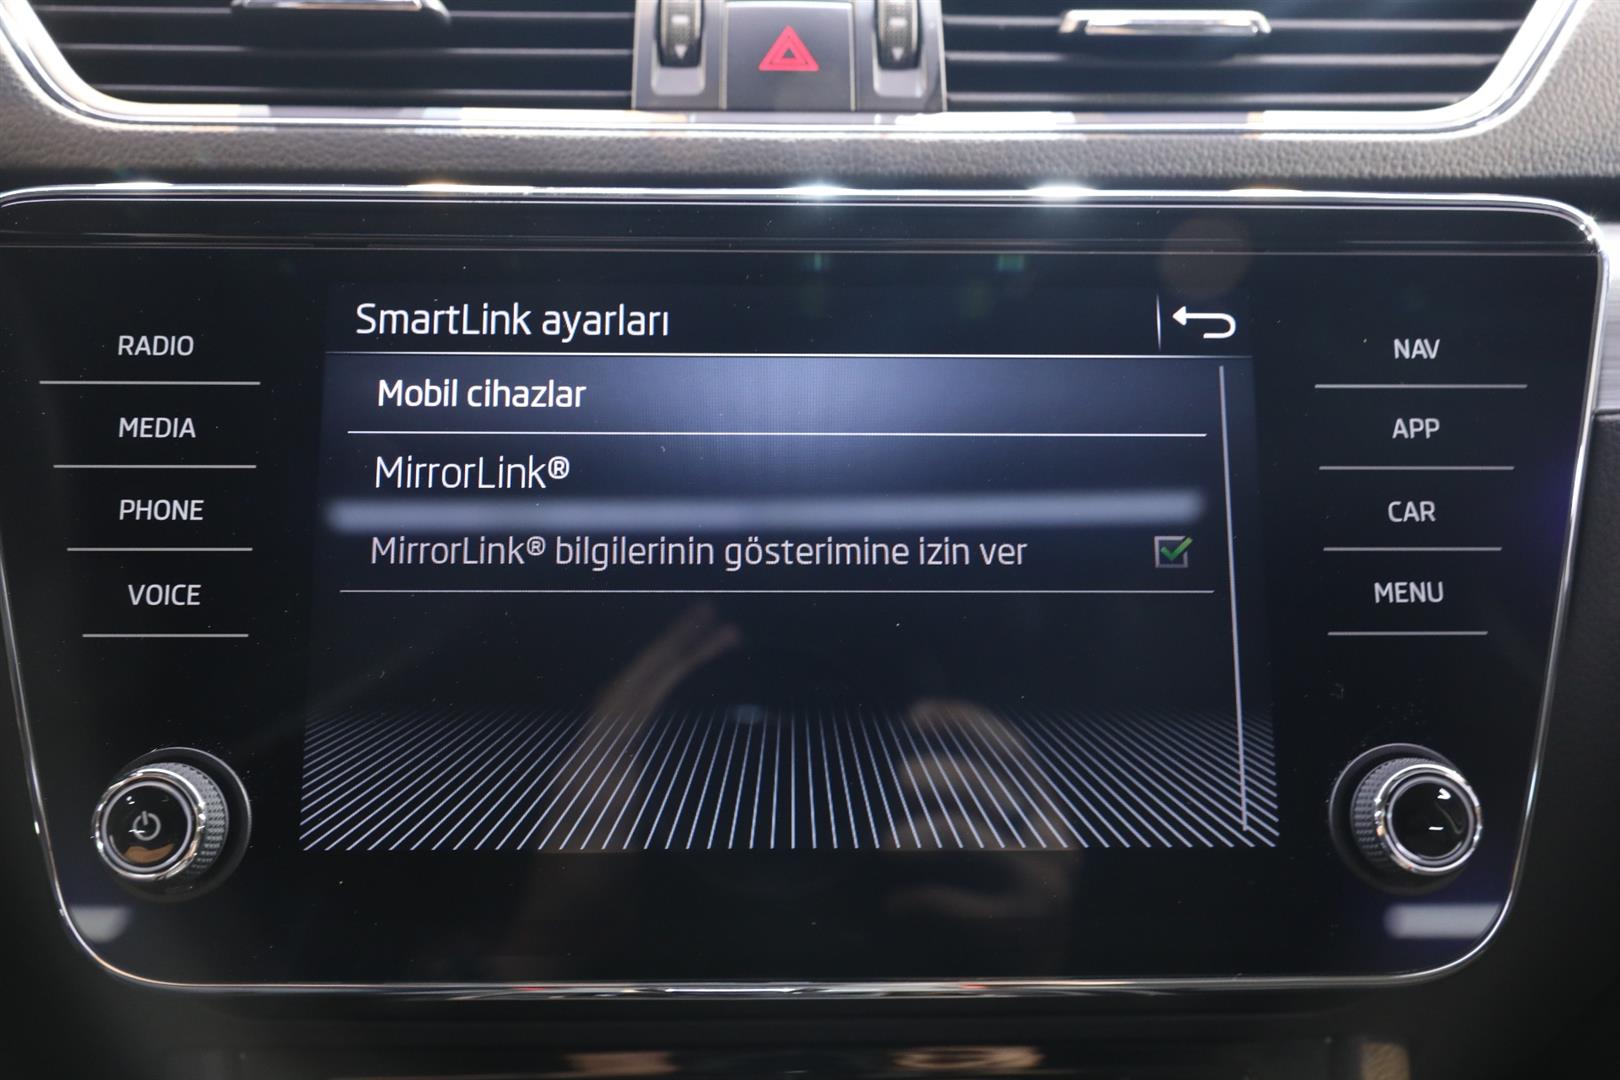 SmartLink ayarları
RADIO
MEDIA
PHONE
VOICE
Mobil cihazlar
MirrorLink®
MirrorLink® bilgilerinin gösterimine izin ver
NAV
APP
CAR
MENU